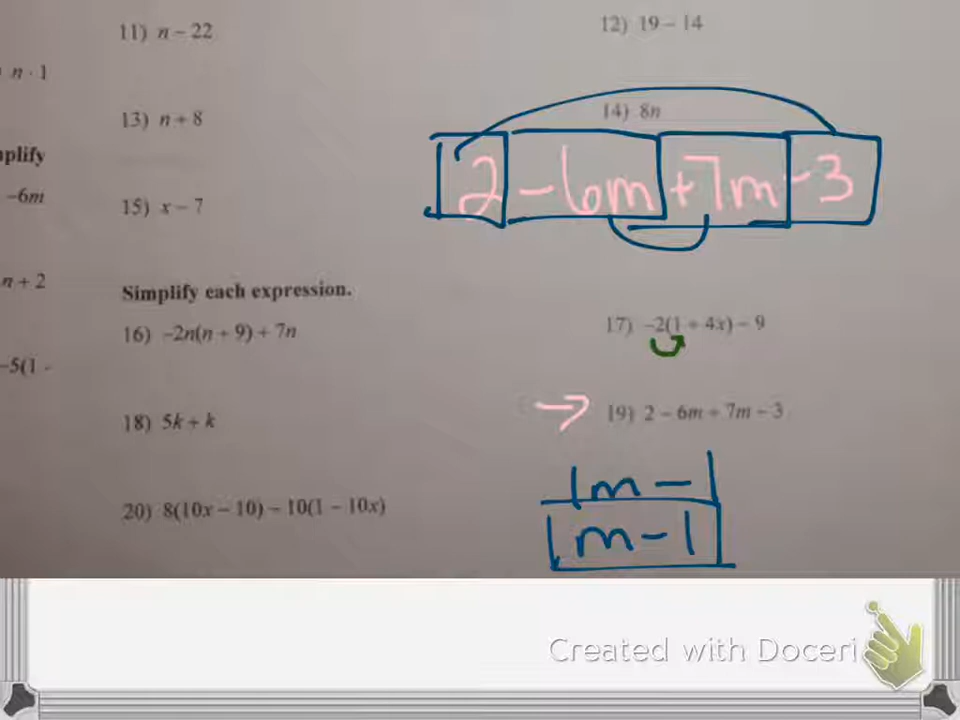 11) n − 22
12) 19 − 14
n · 1
13) n + 8
14) 8n
mplify
−6m
2 − 6m + 7m − 3
15) x − 7
n + 2
Simplify each expression.
16) −2n(n + 9) + 7n
17) −2(1 + 4x) − 9
−5(1 -
18) 5k + k
19) 2 − 6m + 7m − 3
1m − 1
20) 8(10x − 10) − 10(1 − 10x)
m − 1
Created with Doceri